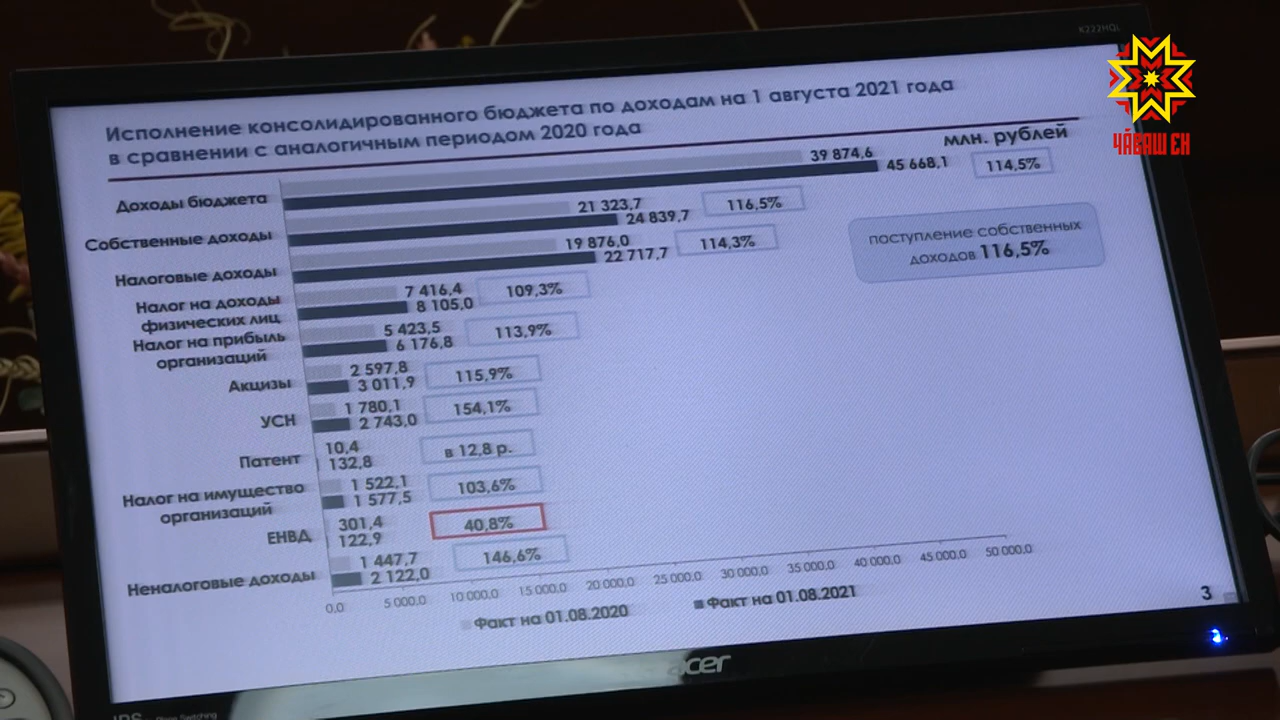 K222HQL
ЧӐВАШ ЕН
Исполнение консолидированного бюджета по доходам на 1 августа 2021 года
в сравнении с аналогичным периодом 2020 года
млн. рублей
Доходы бюджета
39 874,6
45 668,1
114,5%
Собственные доходы
21 323,7
24 839,7
116,5%
поступление собственных
доходов 116,5%
Налоговые доходы
19 876,0
22 717,7
114,3%
Налог на доходы
физических лиц
7 416,4
8 105,0
109,3%
Налог на прибыль
организаций
5 423,5
6 176,8
113,9%
Акцизы
2 597,8
3 011,9
115,9%
УСН
1 780,1
2 743,0
154,1%
Патент
10,4
132,8
в 12,8 р.
Налог на имущество
организаций
1 522,1
1 577,5
103,6%
ЕНВД
301,4
122,9
40,8%
Неналоговые доходы
1 447,7
2 122,0
146,6%
0,0 5 000,0 10 000,0 15 000,0 20 000,0 25 000,0 30 000,0 35 000,0 40 000,0 45 000,0 50 000,0
Факт на 01.08.2020 Факт на 01.08.2021
3
acer